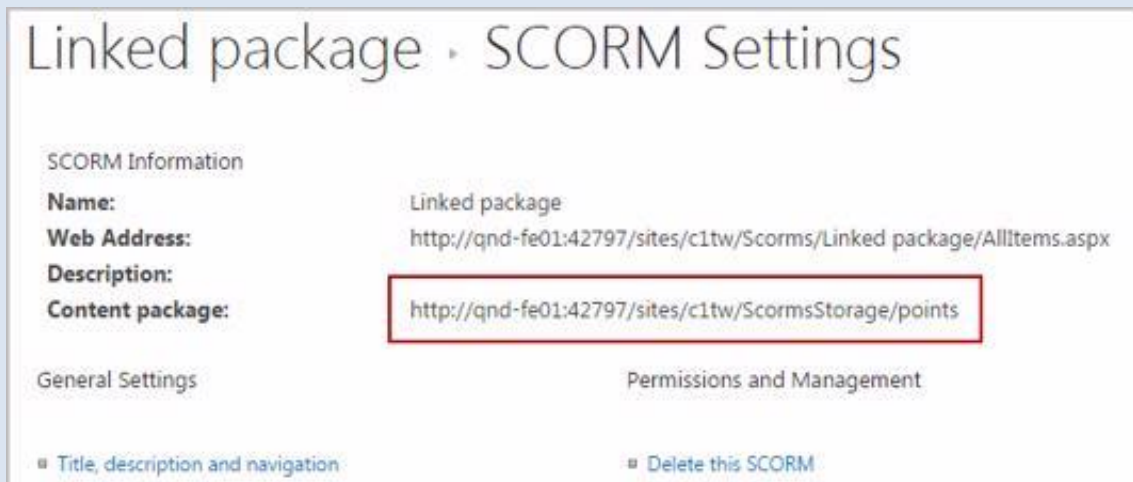 Linked package ▸ SCORM Settings
SCORM Information
Name: Linked package
Web Address: http://qnd-fe01:42797/sites/c1tw/Scorms/Linked package/AllItems.aspx
Description:
Content package: http://qnd-fe01:42797/sites/c1tw/ScormsStorage/points
General Settings Permissions and Management
Title, description and navigation Delete this SCORM